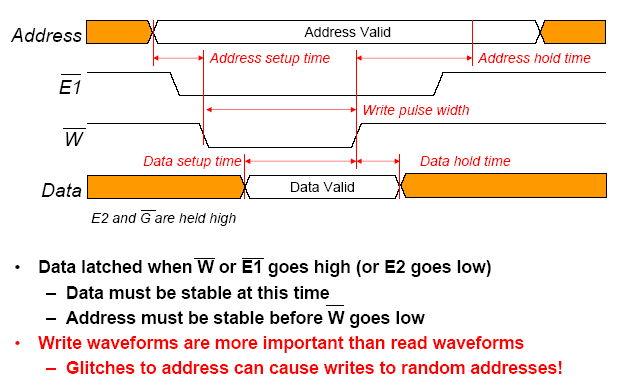 Address
Address Valid
Address setup time
Address hold time
E1
Write pulse width
W
Data setup time
Data hold time
Data
Data Valid
E2 and G are held high
• Data latched when W or E1 goes high (or E2 goes low)
– Data must be stable at this time
– Address must be stable before W goes low
• Write waveforms are more important than read waveforms
– Glitches to address can cause writes to random addresses!